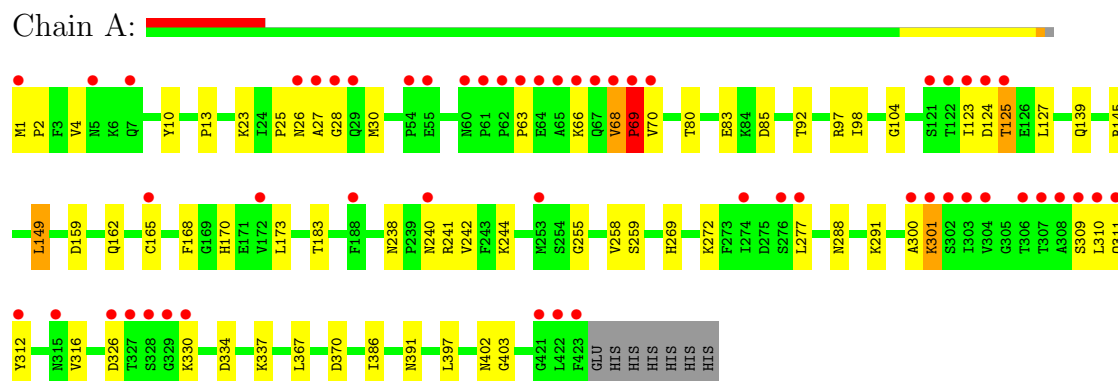 Chain A:
M1 P2 F3 V4 N5 K6 Q7 Y10 P13 K23 I24 P25 N26 A27 G28 Q29 M30 P54 E55 N60 P61 P62 P63 E64 A65 K66 Q67 V68 P69 V70 T80 E83 K84 D85 T92 R97 I98 G104 S121 T122 I123 D124 T125 E126 L127 Q139
L149 D159 Q162 C165 F168 G169 H170 E171 V172 L173 T183 F188 N238 P239 N240 R241 V242 F243 K244 M253 S254 G255 V258 S259 H269 K272 F273 I274 D275 S276 L277 N288 K291 A300 K301 S302 I303 V304 G305 T306 T307 A308 S309 L310
Y312 N315 V316 D326 T327 S328 G329 K330 D334 K337 L367 D370 I386 N391 L397 N402 G403 G421 L422 F423 GLU HIS HIS HIS HIS HIS HIS